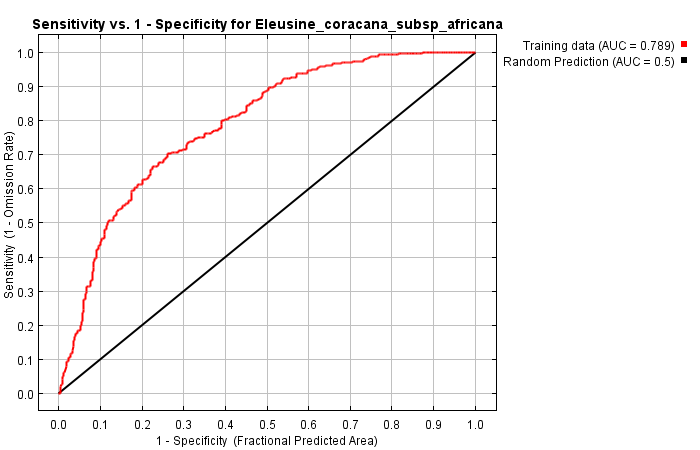 Sensitivity vs. 1 - Specificity for Eleusine_coracana_subsp_africana
Training data (AUC = 0.789)
Random Prediction (AUC = 0.5)
Sensitivity (1 - Omission Rate)
1.0
0.9
0.8
0.7
0.6
0.5
0.4
0.3
0.2
0.1
0.0
0.0 0.1 0.2 0.3 0.4 0.5 0.6 0.7 0.8 0.9 1.0
1 - Specificity (Fractional Predicted Area)